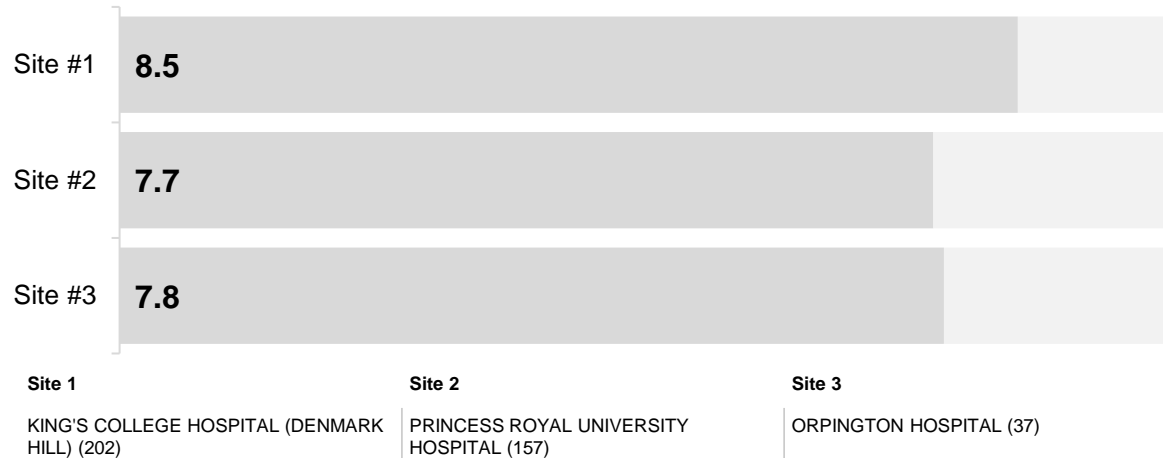 Site #1 8.5
Site #2 7.7
Site #3 7.8
Site 1
KING'S COLLEGE HOSPITAL (DENMARK
HILL) (202)
Site 2
PRINCESS ROYAL UNIVERSITY
HOSPITAL (157)
Site 3
ORPINGTON HOSPITAL (37)